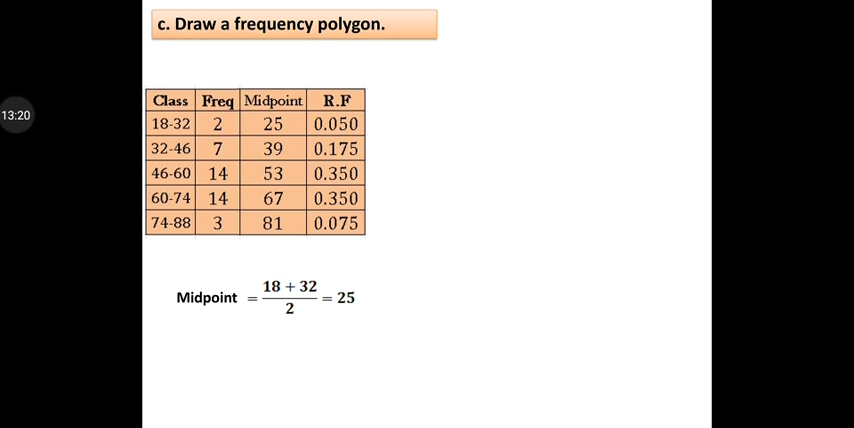 c. Draw a frequency polygon.
13:20
Class Freq Midpoint R.F
18-32 2 25 0.050
32-46 7 39 0.175
46-60 14 53 0.350
60-74 14 67 0.350
74-88 3 81 0.075
Midpoint = (18 + 32) / 2 = 25